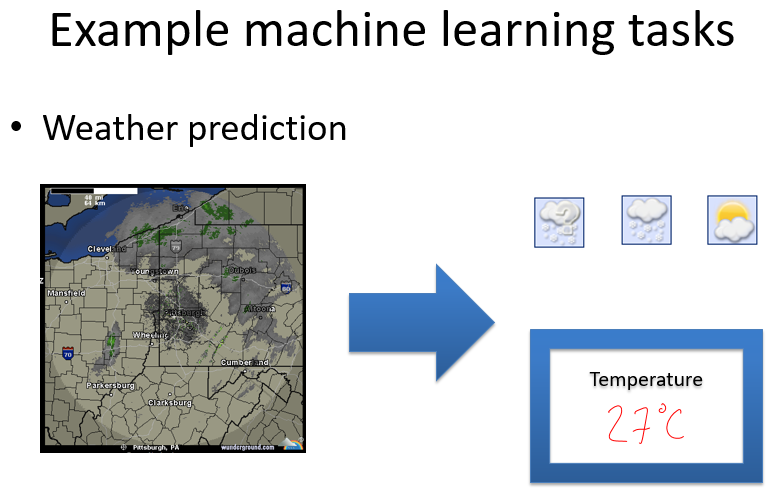 Example machine learning tasks
• Weather prediction
40 mi
64 km
Erie
Cleveland
79
Youngstown
Dubois
80
Mansfield
Pittsburgh
Altoona
Wheeling
70
Cumberland
Parkersburg
Clarksburg
Pittsburgh, PA
wunderground.com
Temperature
27°C